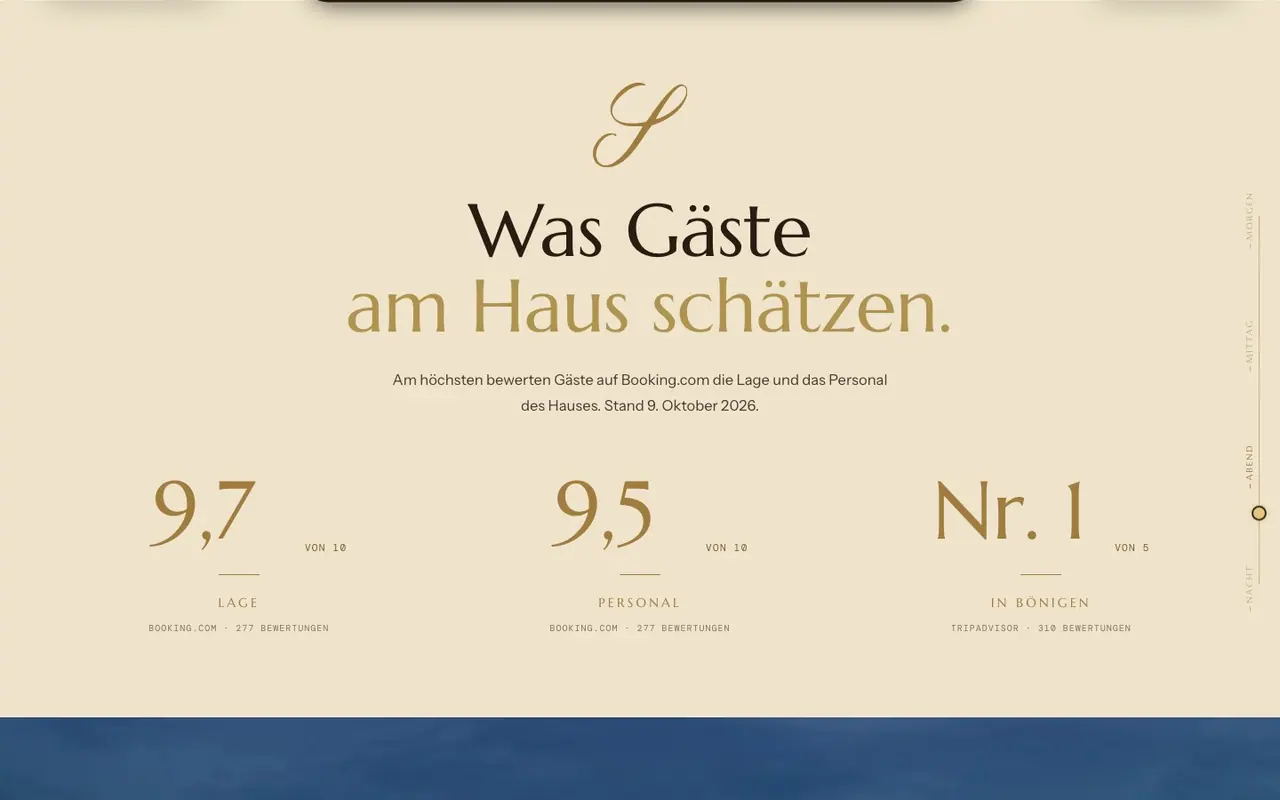 S
Was Gäste
am Haus schätzen.
Am höchsten bewerten Gäste auf Booking.com die Lage und das Personal
des Hauses. Stand 9. Oktober 2026.
9,7 VON 10
LAGE
BOOKING.COM · 277 BEWERTUNGEN
9,5 VON 10
PERSONAL
BOOKING.COM · 277 BEWERTUNGEN
Nr. 1 VON 5
IN BÖNIGEN
TRIPADVISOR · 310 BEWERTUNGEN
– MORGEN
– MITTAG
– ABEND
– NACHT